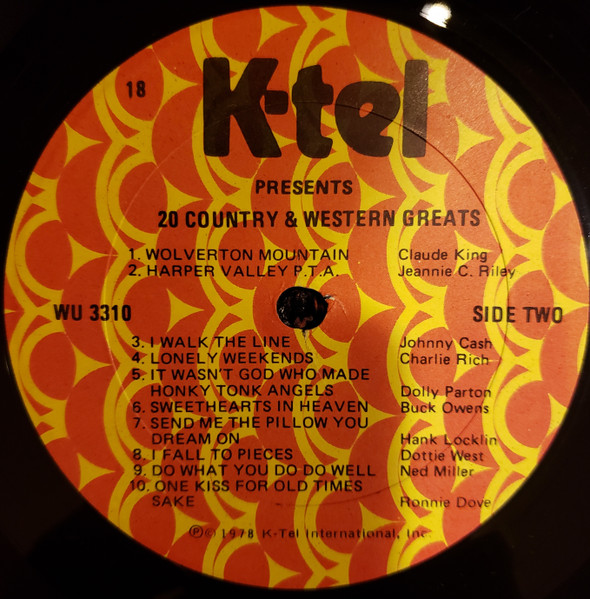 18
K-tel
PRESENTS
20 COUNTRY & WESTERN GREATS
1. WOLVERTON MOUNTAIN Claude King
2. HARPER VALLEY P.T.A. Jeannie C. Riley
WU 3310 SIDE TWO
3. I WALK THE LINE Johnny Cash
4. LONELY WEEKENDS Charlie Rich
5. IT WASN'T GOD WHO MADE
HONKY TONK ANGELS Dolly Parton
6. SWEETHEARTS IN HEAVEN Buck Owens
7. SEND ME THE PILLOW YOU
DREAM ON Hank Locklin
8. I FALL TO PIECES Dottie West
9. DO WHAT YOU DO DO WELL Ned Miller
10. ONE KISS FOR OLD TIMES
SAKE Ronnie Dove
℗© 1978 K-Tel International, Inc.